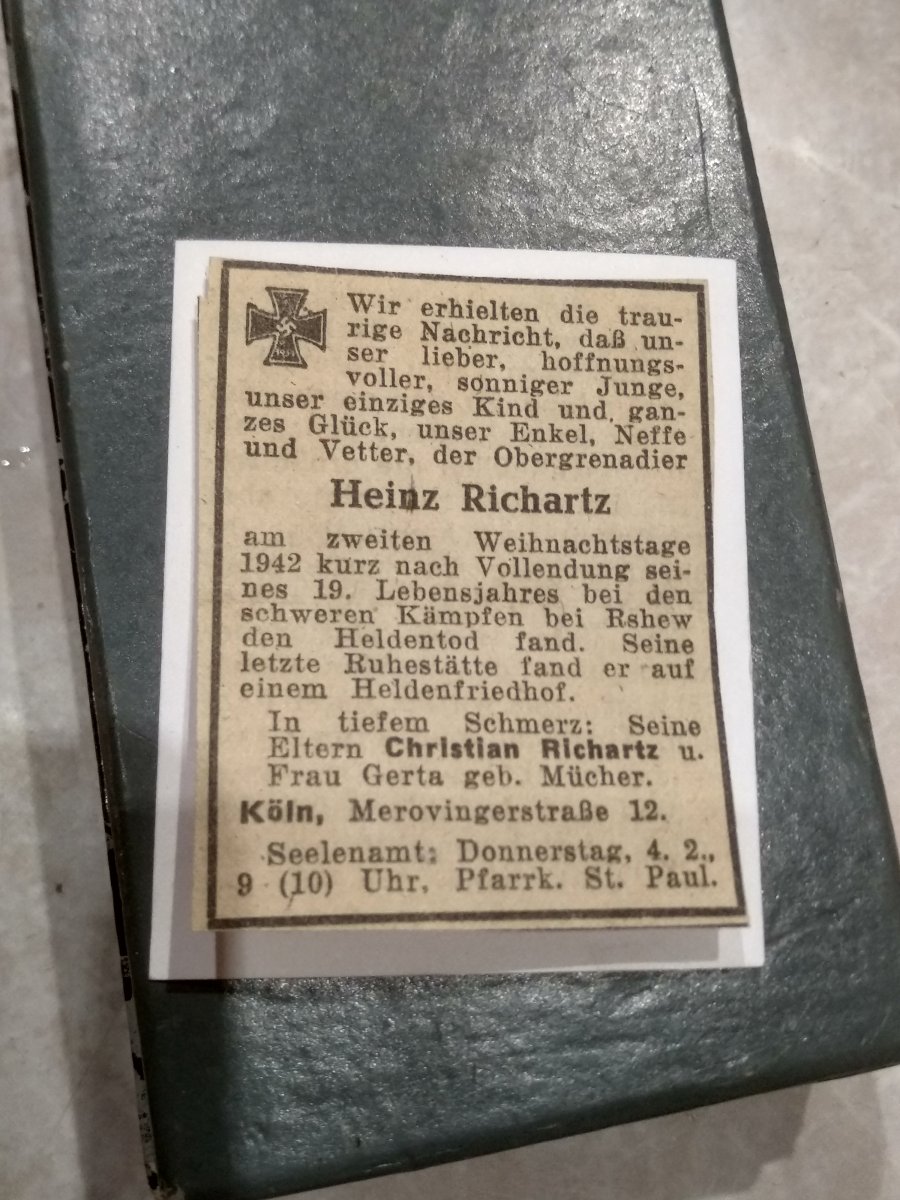 Wir erhielten die trau-
rige Nachricht, daß un-
ser lieber, hoffnungs-
voller, sonniger Junge,
unser einziges Kind und gan-
zes Glück, unser Enkel, Neffe
und Vetter, der Obergrenadier
Heinz Richartz
am zweiten Weihnachtstage
1942 kurz nach Vollendung sei-
nes 19. Lebensjahres bei den
schweren Kämpfen bei Rshew
den Heldentod fand. Seine
letzte Ruhestätte fand er auf
einem Heldenfriedhof.
In tiefem Schmerz: Seine
Eltern Christian Richartz u.
Frau Gerta geb. Mücher.
Köln, Merovingerstraße 12.
Seelenamt: Donnerstag, 4. 2.,
9 (10) Uhr, Pfarrk. St. Paul.